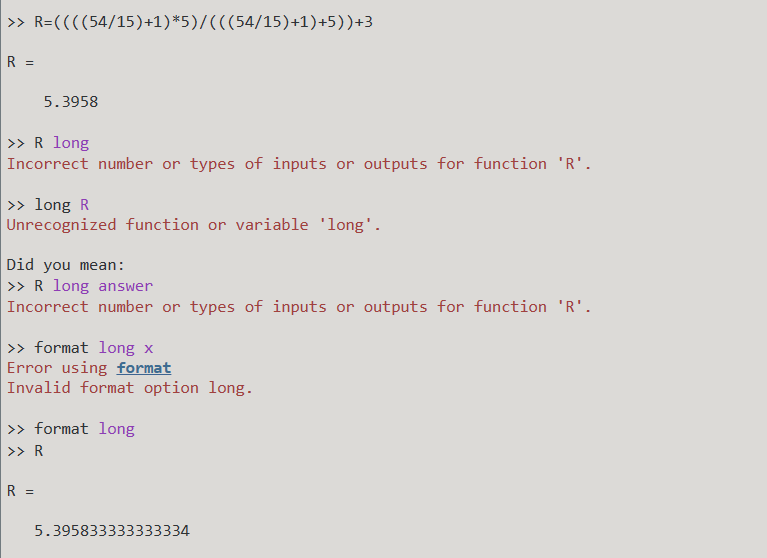 >> R=((((54/15)+1)*5)/(((54/15)+1)+5))+3
R =
5.3958
>> R long
Incorrect number or types of inputs or outputs for function 'R'.
>> long R
Unrecognized function or variable 'long'.
Did you mean:
>> R long answer
Incorrect number or types of inputs or outputs for function 'R'.
>> format long x
Error using format
Invalid format option long.
>> format long
>> R
R =
5.395833333333334